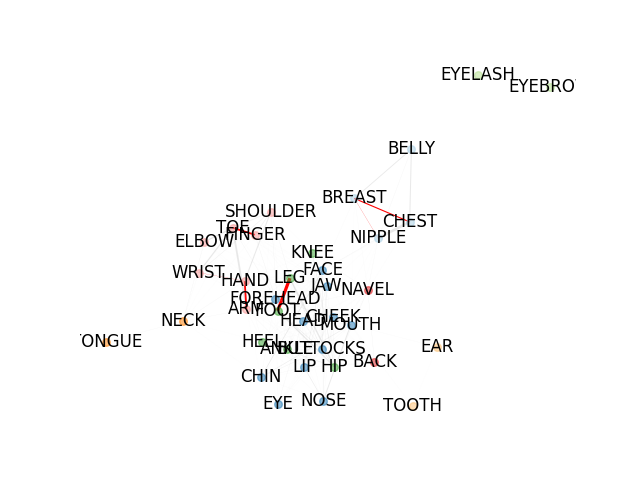 EYELASH
EYEBRO
BELLY
BREAST
SHOULDER
CHEST
TOE
FINGER
NIPPLE
ELBOW
KNEE
FACE
WRIST
HAND
LEG
JAW
NAVEL
FOREHEAD
ARM
FOOT
NECK
HEAD
CHEEK
MOUTH
TONGUE
HEEL
ANKLE
BUTTOCKS
EAR
BACK
LIP
HIP
CHIN
EYE
NOSE
TOOTH